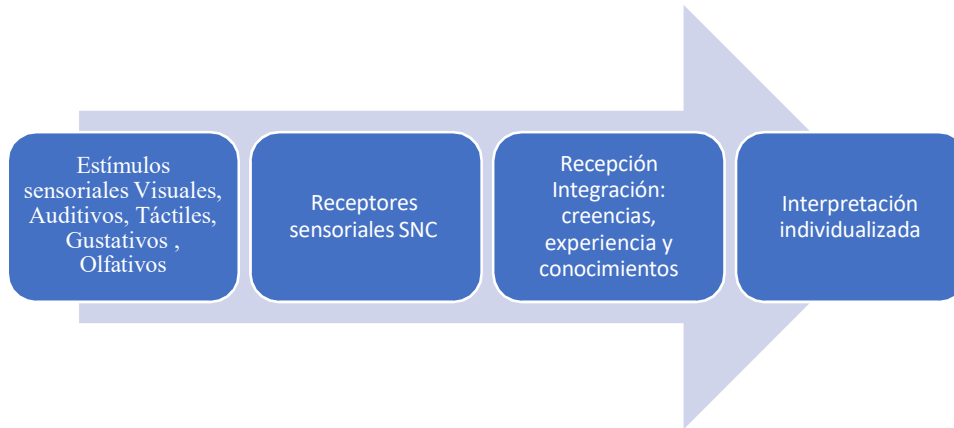 Estímulos
sensoriales Visuales,
Auditivos, Táctiles,
Gustativos ,
Olfativos
Receptores
sensoriales SNC
Recepción
Integración:
creencias,
experiencia y
conocimientos
Interpretación
individualizada